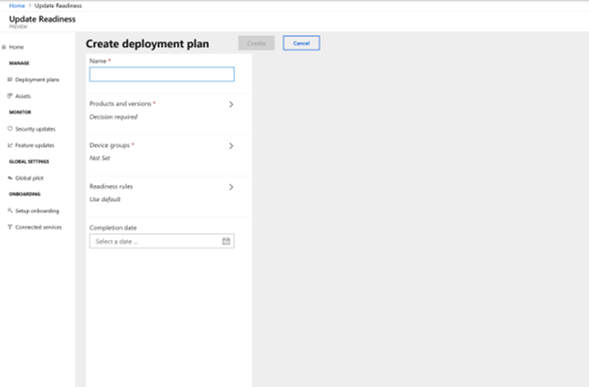 Home > Update Readiness
Update Readiness
Preview
Home
MANAGE
Deployment plans
Assets
MONITOR
Security updates
Feature updates
GLOBAL SETTINGS
Global pilot
ONBOARDING
Setup onboarding
Connected services
Create deployment plan
Create
Cancel
Name *
Products and versions *
Decision required
Device groups *
Not Set
Readiness rules
Use default
Completion date
Select a date ...